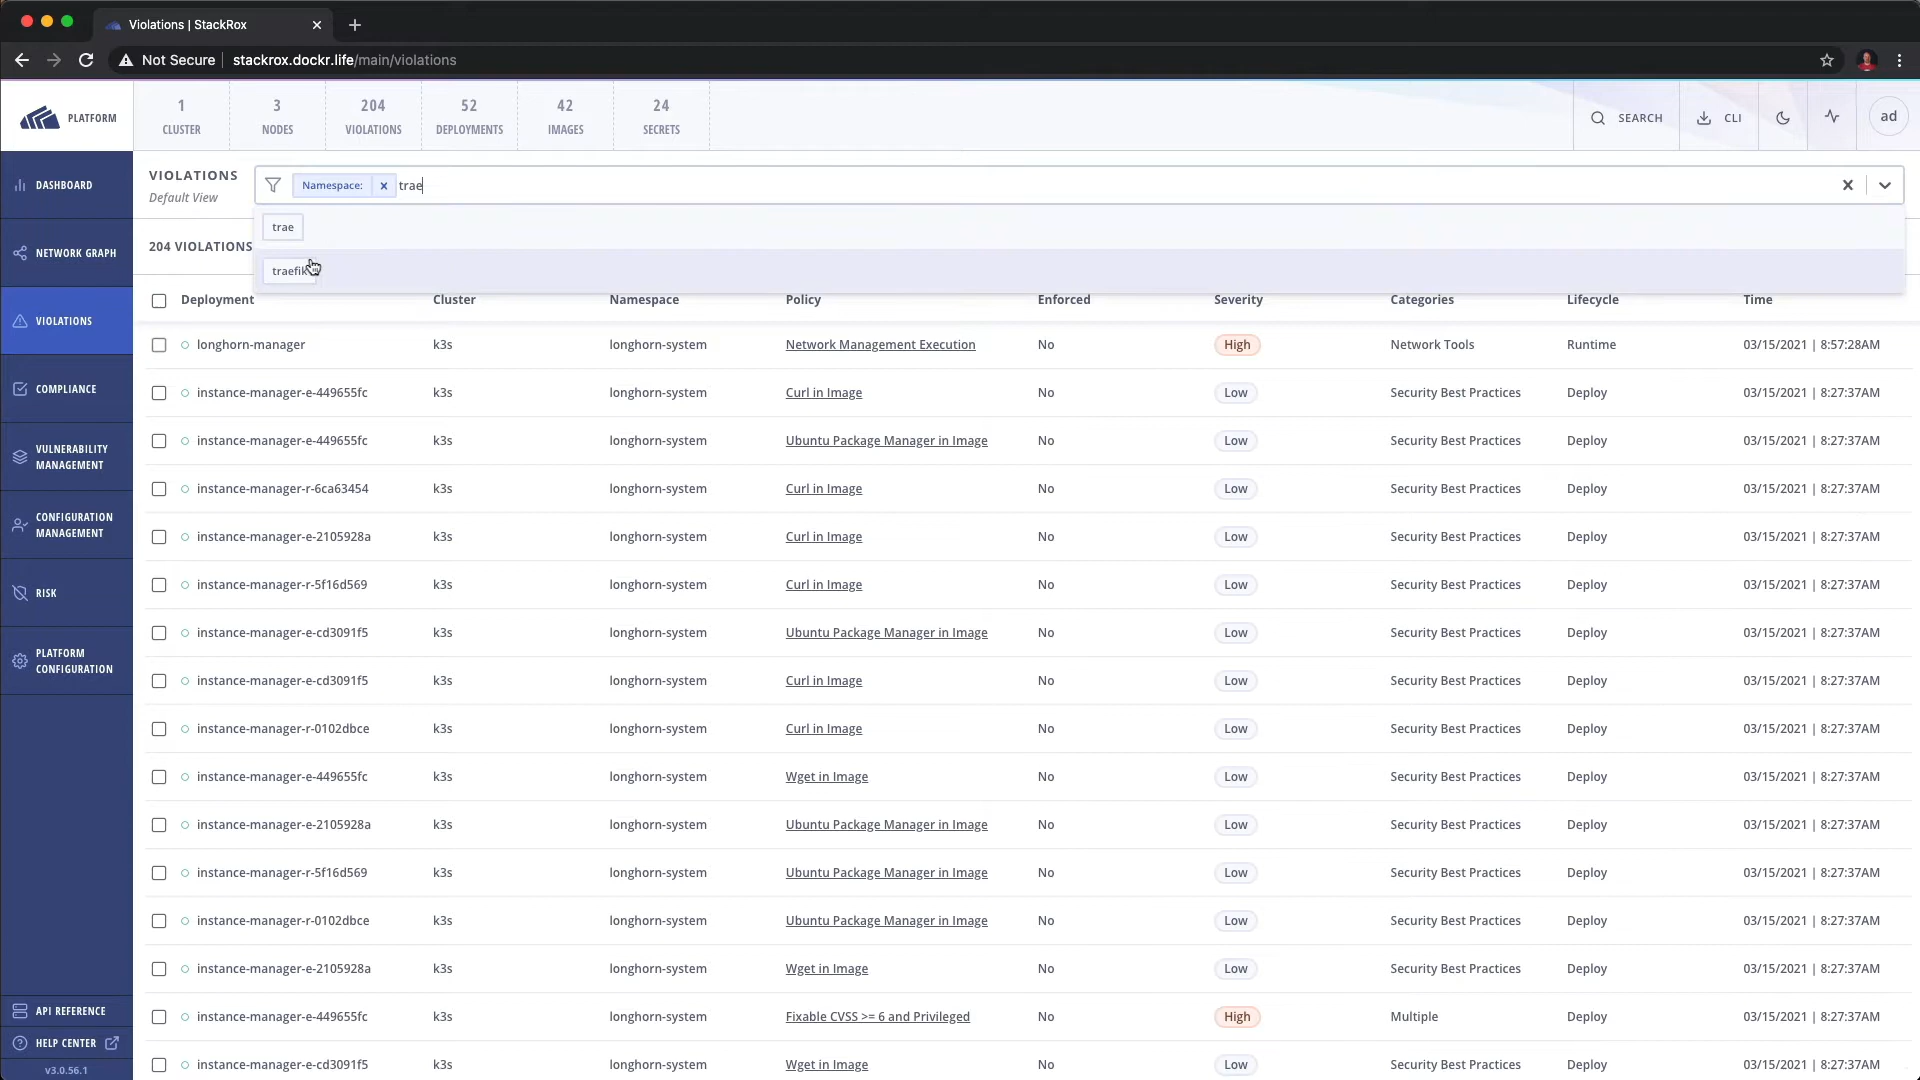 Violations | StackRox
Not Secure stackrox.dockr.life/main/violations
PLATFORM
1 CLUSTER
3 NODES
204 VIOLATIONS
52 DEPLOYMENTS
42 IMAGES
24 SECRETS
SEARCH
CLI
ad
DASHBOARD
NETWORK GRAPH
VIOLATIONS
COMPLIANCE
VULNERABILITY
MANAGEMENT
CONFIGURATION
MANAGEMENT
RISK
PLATFORM
CONFIGURATION
API REFERENCE
HELP CENTER
v3.0.56.1
VIOLATIONS
Default View
Namespace: x trae
trae
traefik
204 VIOLATIONS
Deployment Cluster Namespace Policy Enforced Severity Categories Lifecycle Time
longhorn-manager k3s longhorn-system Network Management Execution No High Network Tools Runtime 03/15/2021 | 8:57:28AM
instance-manager-e-449655fc k3s longhorn-system Curl in Image No Low Security Best Practices Deploy 03/15/2021 | 8:27:37AM
instance-manager-e-449655fc k3s longhorn-system Ubuntu Package Manager in Image No Low Security Best Practices Deploy 03/15/2021 | 8:27:37AM
instance-manager-r-6ca63454 k3s longhorn-system Curl in Image No Low Security Best Practices Deploy 03/15/2021 | 8:27:37AM
instance-manager-e-2105928a k3s longhorn-system Curl in Image No Low Security Best Practices Deploy 03/15/2021 | 8:27:37AM
instance-manager-r-5f16d569 k3s longhorn-system Curl in Image No Low Security Best Practices Deploy 03/15/2021 | 8:27:37AM
instance-manager-e-cd3091f5 k3s longhorn-system Ubuntu Package Manager in Image No Low Security Best Practices Deploy 03/15/2021 | 8:27:37AM
instance-manager-e-cd3091f5 k3s longhorn-system Curl in Image No Low Security Best Practices Deploy 03/15/2021 | 8:27:37AM
instance-manager-r-0102dbce k3s longhorn-system Curl in Image No Low Security Best Practices Deploy 03/15/2021 | 8:27:37AM
instance-manager-e-449655fc k3s longhorn-system Wget in Image No Low Security Best Practices Deploy 03/15/2021 | 8:27:37AM
instance-manager-e-2105928a k3s longhorn-system Ubuntu Package Manager in Image No Low Security Best Practices Deploy 03/15/2021 | 8:27:37AM
instance-manager-r-5f16d569 k3s longhorn-system Ubuntu Package Manager in Image No Low Security Best Practices Deploy 03/15/2021 | 8:27:37AM
instance-manager-r-0102dbce k3s longhorn-system Ubuntu Package Manager in Image No Low Security Best Practices Deploy 03/15/2021 | 8:27:37AM
instance-manager-e-2105928a k3s longhorn-system Wget in Image No Low Security Best Practices Deploy 03/15/2021 | 8:27:37AM
instance-manager-e-449655fc k3s longhorn-system Fixable CVSS >= 6 and Privileged No High Multiple Deploy 03/15/2021 | 8:27:37AM
instance-manager-e-cd3091f5 k3s longhorn-system Wget in Image No Low Security Best Practices Deploy 03/15/2021 | 8:27:37AM